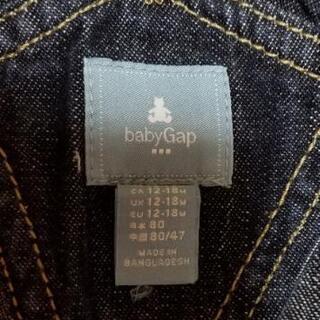 babyGap
CA 12-18M
UK 12-18M
EU 12-18M
日本 80
中国 80/47
MADE IN
BANGLADESH